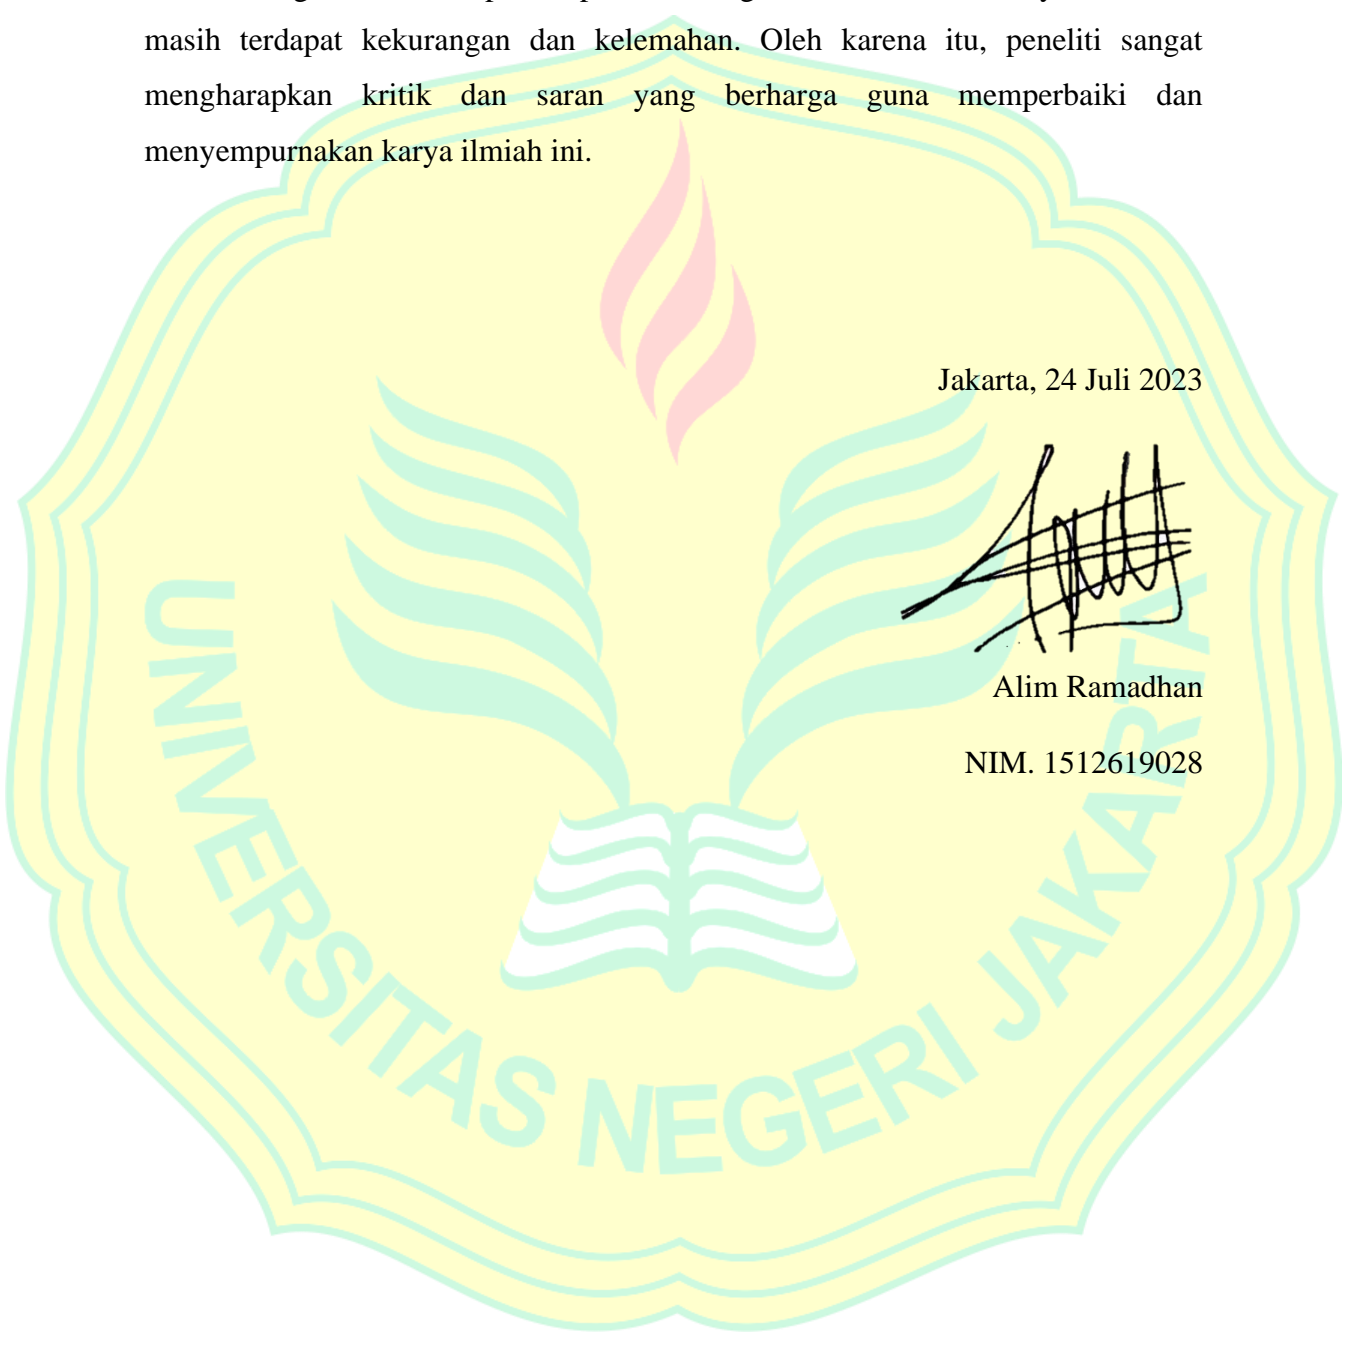 masih terdapat kekurangan dan kelemahan. Oleh karena itu, peneliti sangat
mengharapkan kritik dan saran yang berharga guna memperbaiki dan
menyempurnakan karya ilmiah ini.
Jakarta, 24 Juli 2023
Alim Ramadhan
NIM. 1512619028
UNIVERSITAS NEGERI JAKARTA